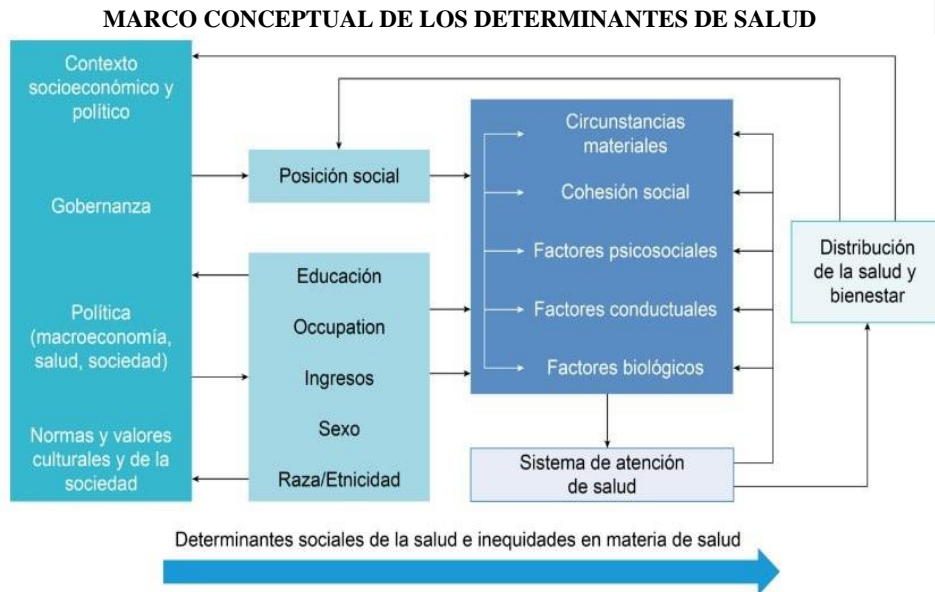 MARCO CONCEPTUAL DE LOS DETERMINANTES DE SALUD
Contexto
socioeconómico y
político
Gobernanza
Política
(macroeconomía,
salud, sociedad)
Normas y valores
culturales y de la
sociedad
Posición social
Educación
Occupation
Ingresos
Sexo
Raza/Etnicidad
Circunstancias
materiales
Cohesión social
Factores psicosociales
Factores conductuales
Factores biológicos
Sistema de atención
de salud
Distribución
de la salud y
bienestar
Determinantes sociales de la salud e inequidades en materia de salud